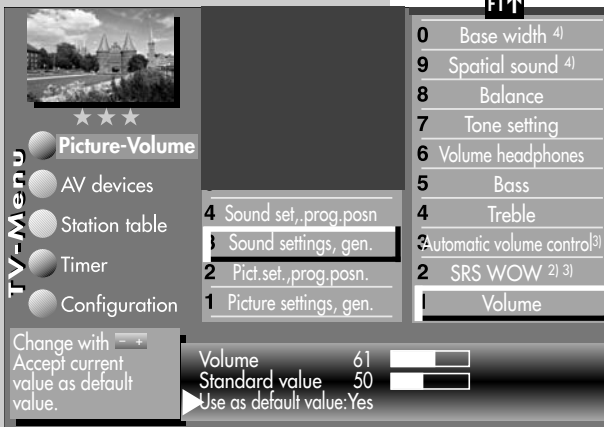 TV-Menu
Picture-Volume
AV devices
Station table
Timer
Configuration
4 Sound set,.prog.posn
3 Sound settings, gen.
2 Pict.set.,prog.posn.
1 Picture settings, gen.
0 Base width 4)
9 Spatial sound 4)
8 Balance
7 Tone setting
6 Volume headphones
5 Bass
4 Treble
3 Automatic volume control3)
2 SRS WOW 2) 3)
1 Volume
Change with - +
Accept current
value as default
value.
Volume 61
Standard value 50
Use as default value:Yes